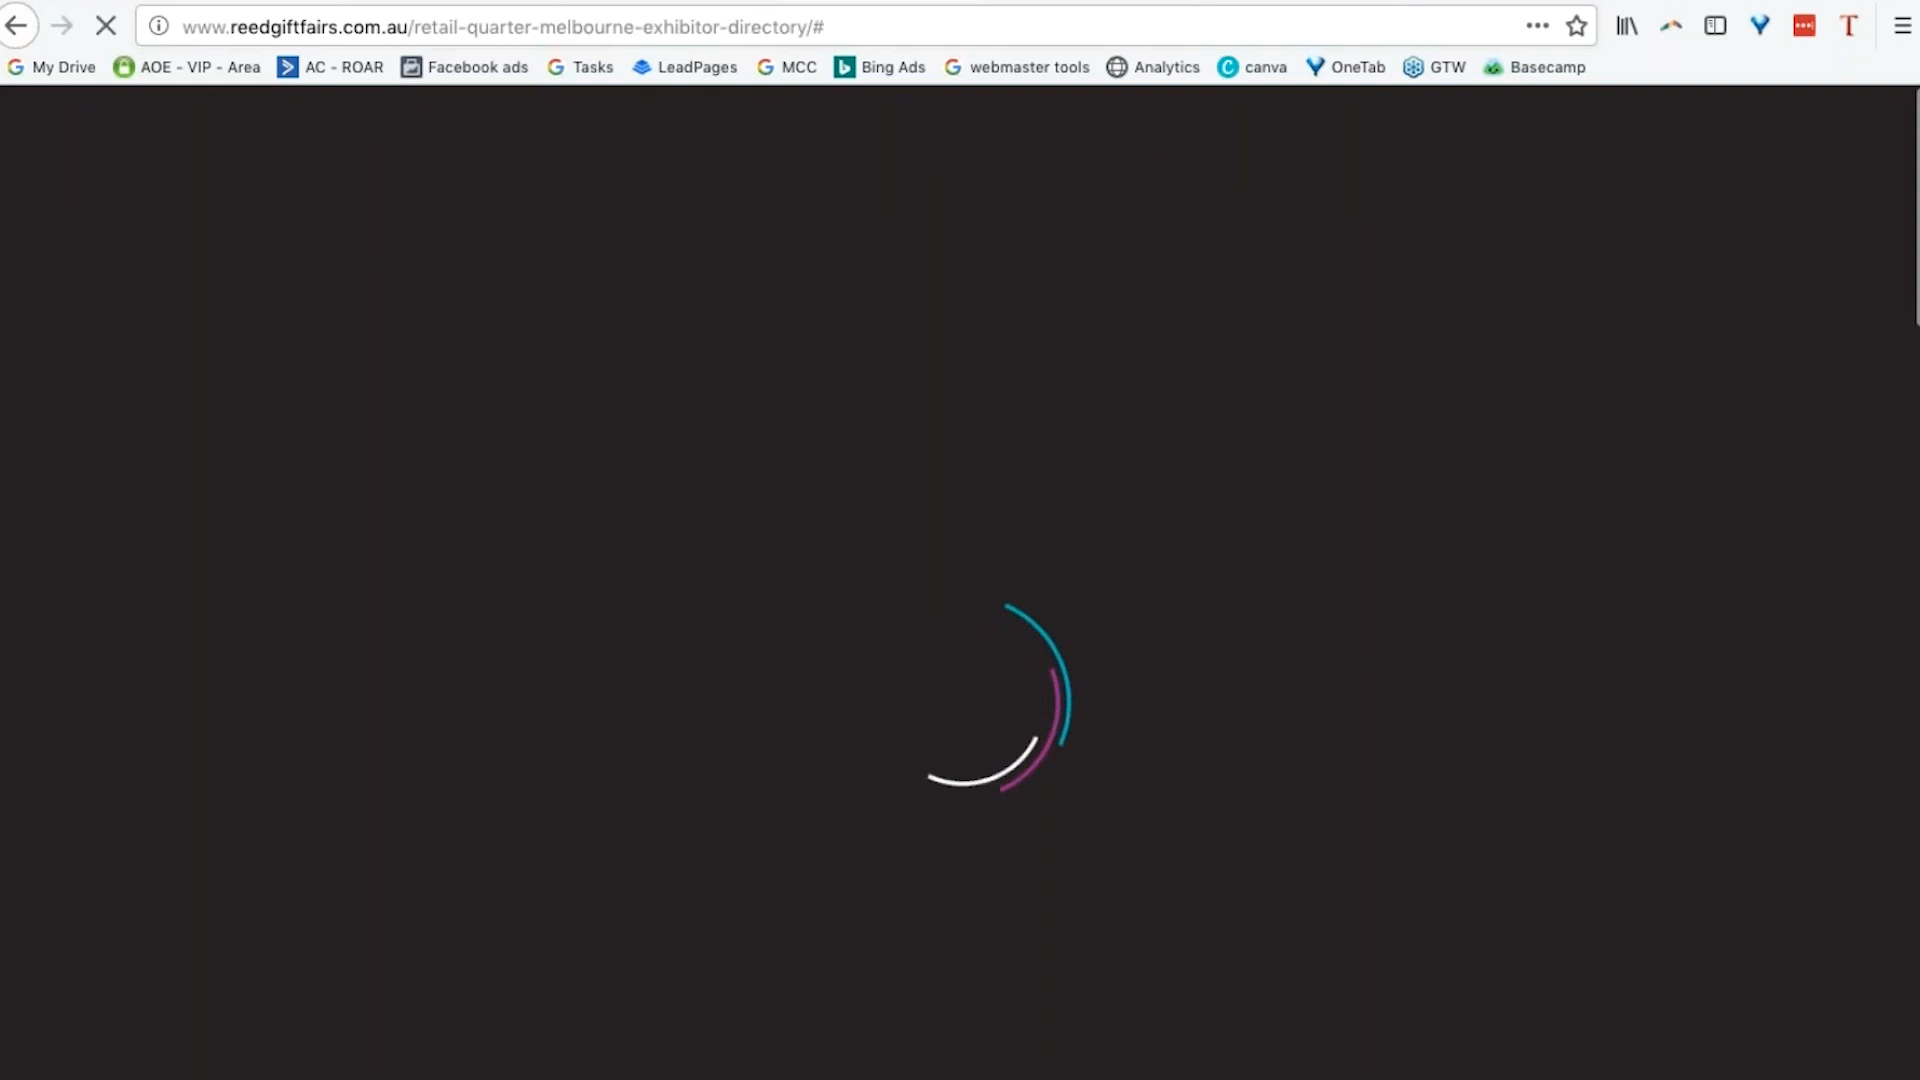 www.reedgiftfairs.com.au/retail-quarter-melbourne-exhibitor-directory/#
My Drive AOE - VIP - Area AC - ROAR Facebook ads Tasks LeadPages MCC Bing Ads webmaster tools Analytics canva OneTab GTW Basecamp